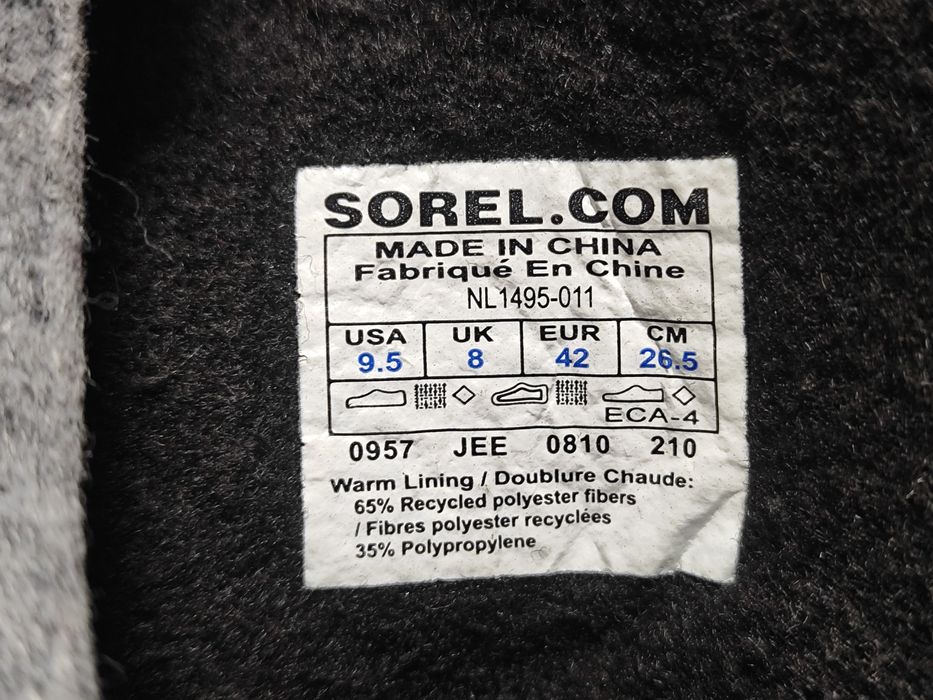 SOREL.COM
MADE IN CHINA
Fabriqué En Chine
NL1495-011
USA UK EUR CM
9.5 8 42 26.5
ECA-4
0957 JEE 0810 210
Warm Lining / Doublure Chaude:
65% Recycled polyester fibers
/ Fibres polyester recyclées
35% Polypropylene